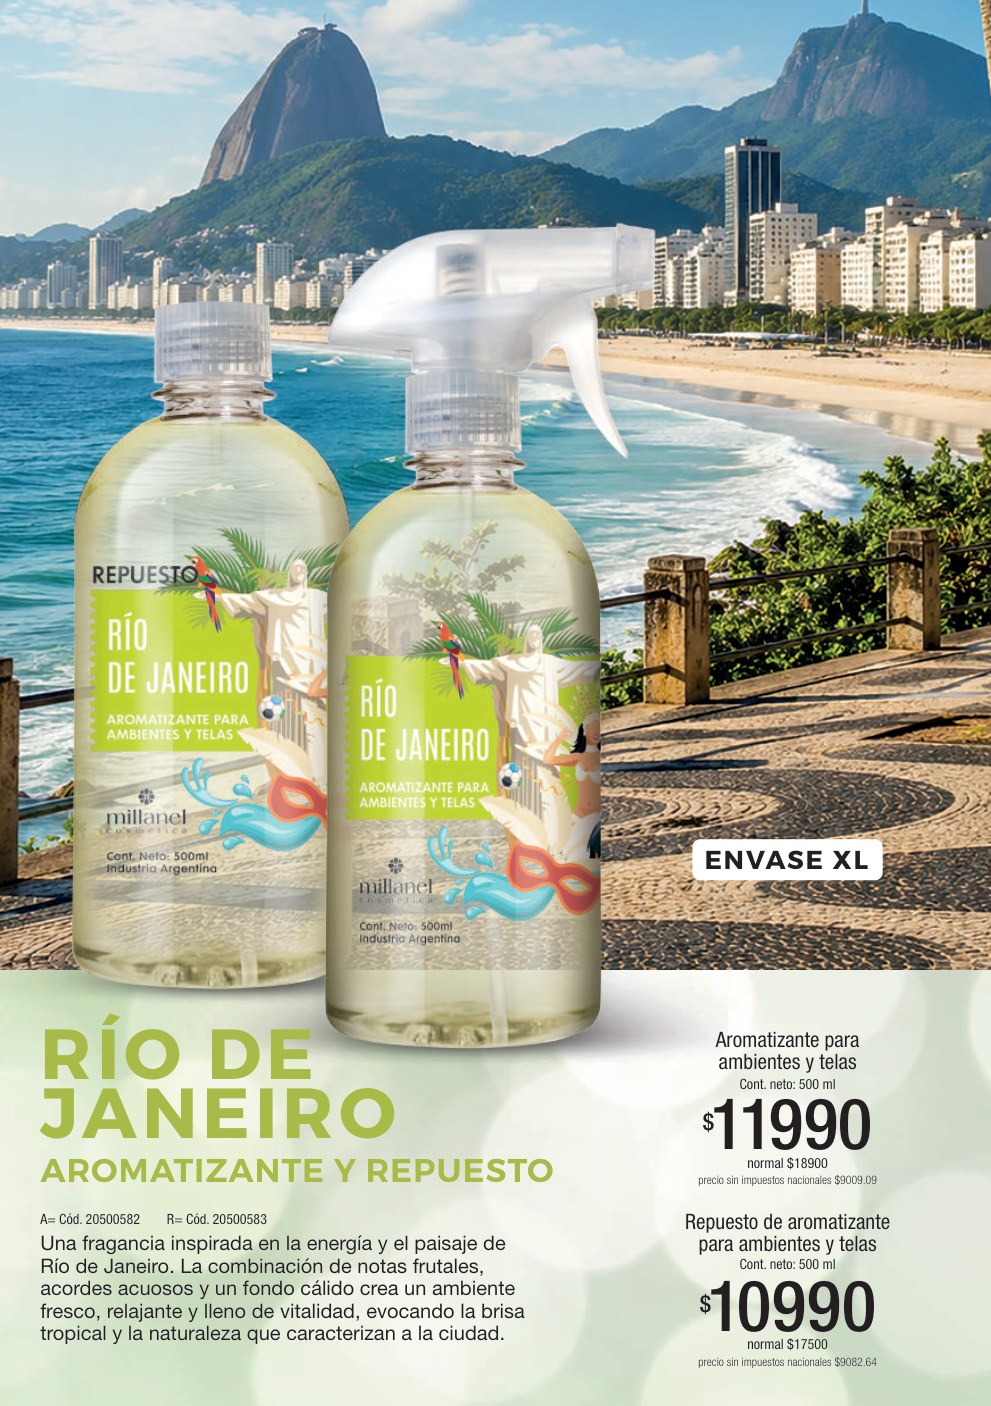 REPUESTO
RÍO
DE JANEIRO
AROMATIZANTE PARA
AMBIENTES Y TELAS
millanel
cosmética
Cont. Neto: 500ml
Industria Argentina
RÍO
DE JANEIRO
AROMATIZANTE PARA
AMBIENTES Y TELAS
millanel
cosmética
Cont. Neto: 500ml
Industria Argentina
ENVASE XL
RÍO DE
JANEIRO
AROMATIZANTE Y REPUESTO
A= Cód. 20500582 R= Cód. 20500583
Una fragancia inspirada en la energía y el paisaje de
Río de Janeiro. La combinación de notas frutales,
acordes acuosos y un fondo cálido crea un ambiente
fresco, relajante y lleno de vitalidad, evocando la brisa
tropical y la naturaleza que caracterizan a la ciudad.
Aromatizante para
ambientes y telas
Cont. neto: 500 ml
$11990
normal $18900
precio sin impuestos nacionales $9009.09
Repuesto de aromatizante
para ambientes y telas
Cont. neto: 500 ml
$10990
normal $17500
precio sin impuestos nacionales $9082.64